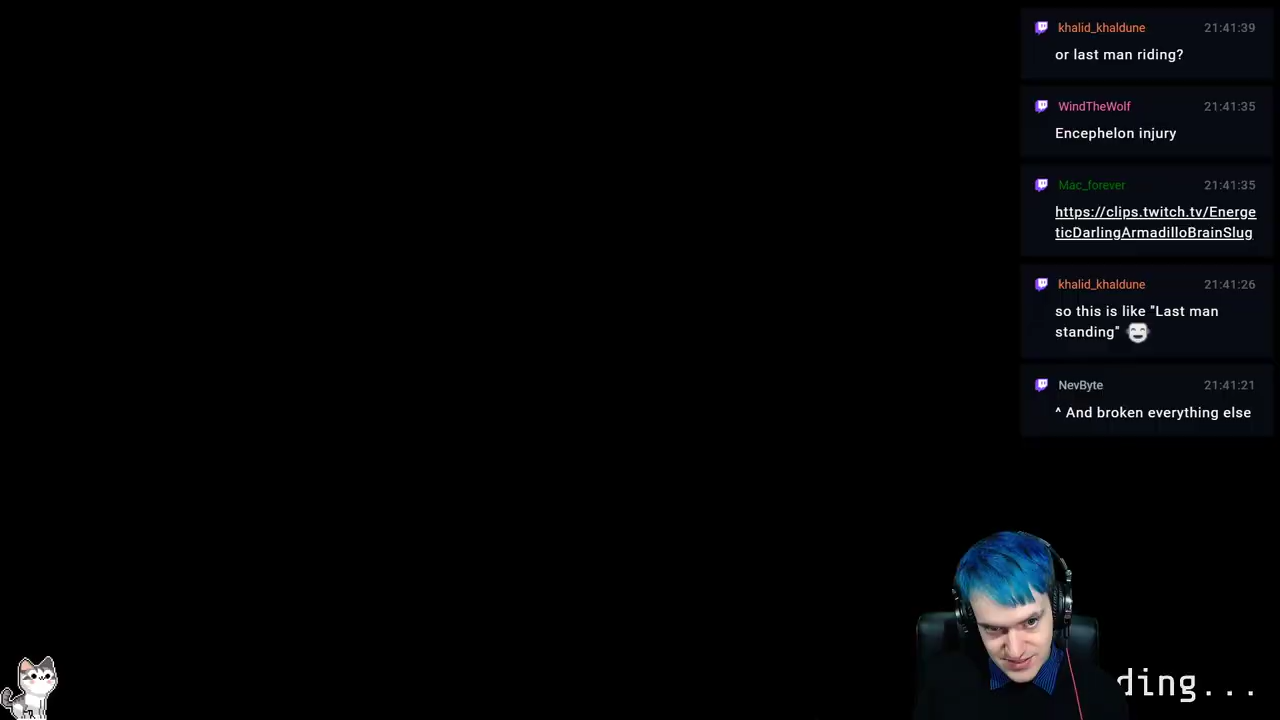 khalid_khaldune 21:41:39
or last man riding?
WindTheWolf 21:41:35
Encephelon injury
Mac_forever 21:41:35
https://clips.twitch.tv/Energe
ticDarlingArmadilloBrainSlug
khalid_khaldune 21:41:26
so this is like "Last man
standing"
NevByte 21:41:21
^ And broken everything else
ding...